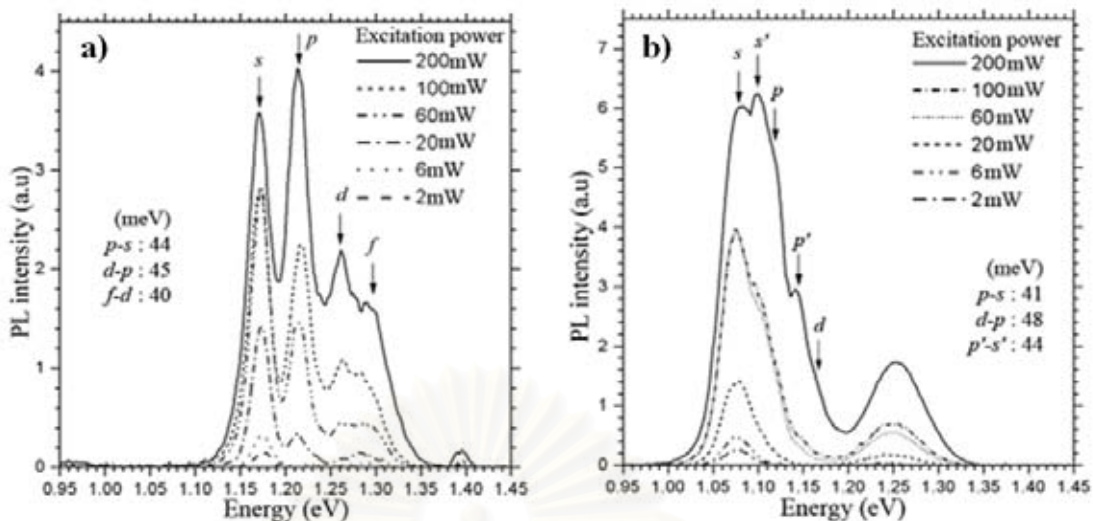 a)
s
p
d
f
Excitation power
200mW
100mW
60mW
20mW
6mW
2mW
(meV)
p-s : 44
d-p : 45
f-d : 40
PL intensity (a.u)
4
3
2
1
0
0.95 1.00 1.05 1.10 1.15 1.20 1.25 1.30 1.35 1.40 1.45
Energy (eV)
b)
s
s'
p
p'
d
Excitation power
200mW
100mW
60mW
20mW
6mW
2mW
(meV)
p-s : 41
d-p : 48
p'-s' : 44
PL intensity (a.u)
7
6
5
4
3
2
1
0
0.95 1.00 1.05 1.10 1.15 1.20 1.25 1.30 1.35 1.40 1.45
Energy (eV)